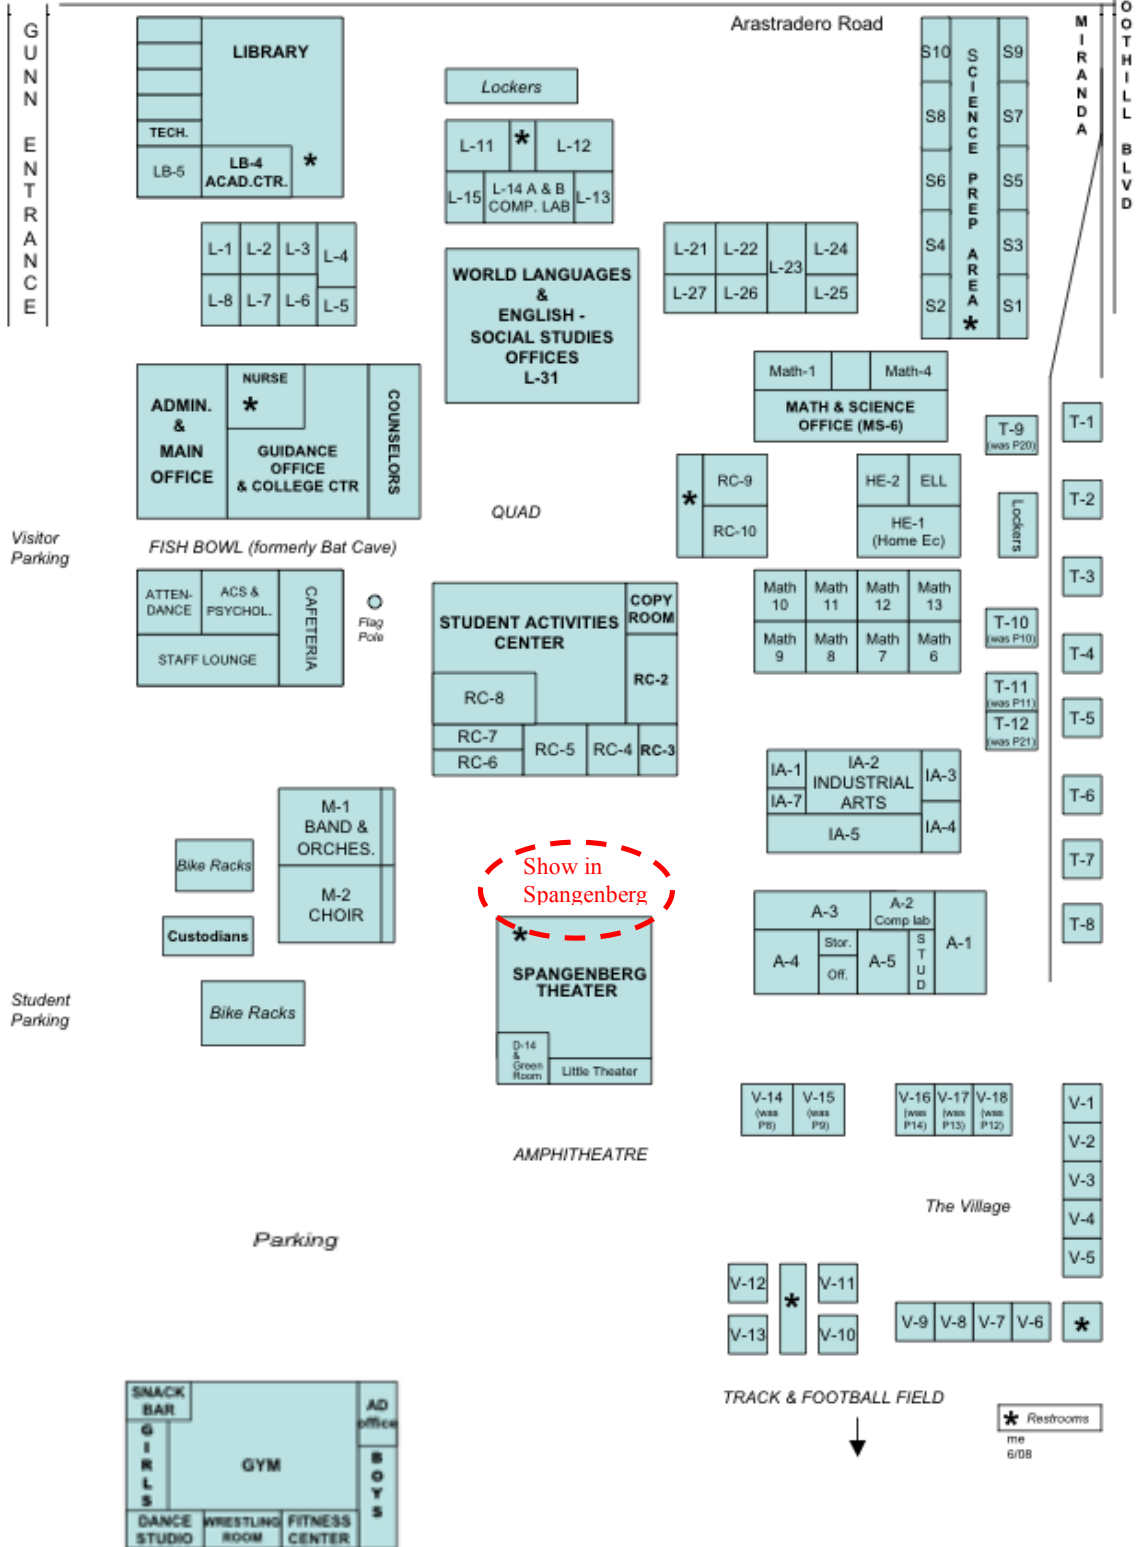 GUNN ENTRANCE
Arastradero Road
MIRANDA
OOTHILL BLVD
LIBRARY
TECH.
LB-5
LB-4
ACAD.CTR.
*
Lockers
L-11
*
L-12
L-15
L-14 A & B
COMP. LAB
L-13
S10
S8
S6
S4
S2
SCIENCE PREP AREA
*
S9
S7
S5
S3
S1
L-1
L-2
L-3
L-4
L-8
L-7
L-6
L-5
WORLD LANGUAGES
&
ENGLISH -
SOCIAL STUDIES
OFFICES
L-31
L-21
L-22
L-23
L-24
L-27
L-26
L-25
ADMIN.
&
MAIN
OFFICE
NURSE
*
GUIDANCE
OFFICE
& COLLEGE CTR
COUNSELORS
Math-1
Math-4
MATH & SCIENCE
OFFICE (MS-6)
T-9
(was P20)
T-1
*
RC-9
RC-10
HE-2
ELL
HE-1
(Home Ec)
Lockers
T-2
QUAD
Visitor
Parking
FISH BOWL (formerly Bat Cave)
ATTEN-
DANCE
ACS &
PSYCHOL.
CAFETERIA
STAFF LOUNGE
Flag
Pole
STUDENT ACTIVITIES
CENTER
COPY
ROOM
RC-2
RC-8
RC-7
RC-6
RC-5
RC-4
RC-3
Math
10
Math
11
Math
12
Math
13
Math
9
Math
8
Math
7
Math
6
T-10
(was P10)
T-11
(was P11)
T-12
(was P21)
T-3
T-4
T-5
T-6
T-7
T-8
IA-1
IA-7
IA-2
INDUSTRIAL
ARTS
IA-3
IA-5
IA-4
M-1
BAND &
ORCHES.
M-2
CHOIR
Bike Racks
Custodians
Bike Racks
Student
Parking
Show in
Spangenberg
*
SPANGENBERG
THEATER
D-14
&
Green
Room
Little Theater
A-3
A-2
Comp lab
A-4
Stor.
Off.
A-5
STUD
A-1
AMPHITHEATRE
V-14
(was
P8)
V-15
(was
P9)
V-16
(was
P14)
V-17
(was
P13)
V-18
(was
P12)
V-1
V-2
V-3
V-4
V-5
The Village
Parking
V-12
V-13
*
V-11
V-10
V-9
V-8
V-7
V-6
*
TRACK & FOOTBALL FIELD
* Restrooms
me
6/08
SNACK
BAR
GIRLS
GYM
AD
office
BOYS
DANCE
STUDIO
WRESTLING
ROOM
FITNESS
CENTER